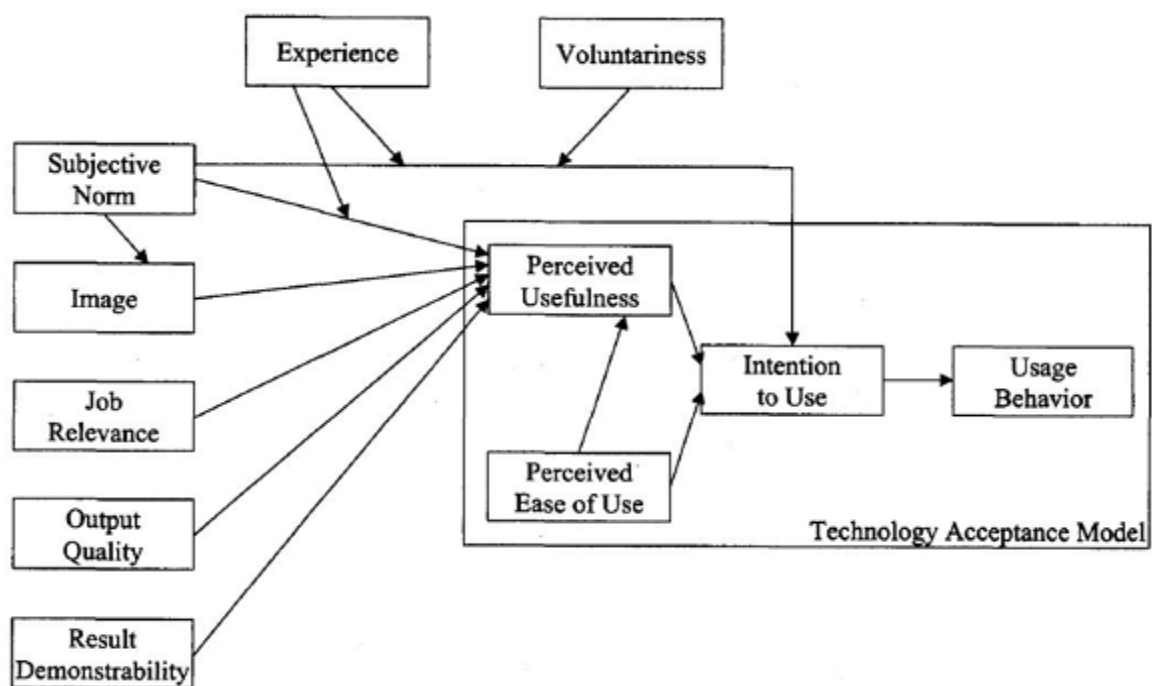 Experience
Voluntariness
Subjective
Norm
Image
Job
Relevance
Output
Quality
Result
Demonstrability
Perceived
Usefulness
Perceived
Ease of Use
Intention
to Use
Usage
Behavior
Technology Acceptance Model